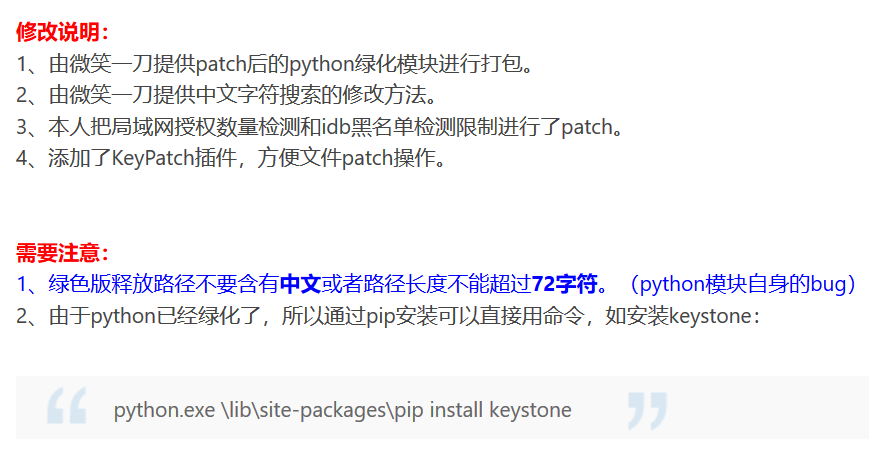 修改说明：
1、由微笑一刀提供patch后的python绿化模块进行打包。
2、由微笑一刀提供中文字符搜索的修改方法。
3、本人把局域网授权数量检测和idb黑名单检测限制进行了patch。
4、添加了KeyPatch插件，方便文件patch操作。
需要注意：
1、绿色版释放路径不要含有中文或者路径长度不能超过72字符。（python模块自身的bug）
2、由于python已经绿化了，所以通过pip安装可以直接用命令，如安装keystone：
“ python.exe \lib\site-packages\pip install keystone ”